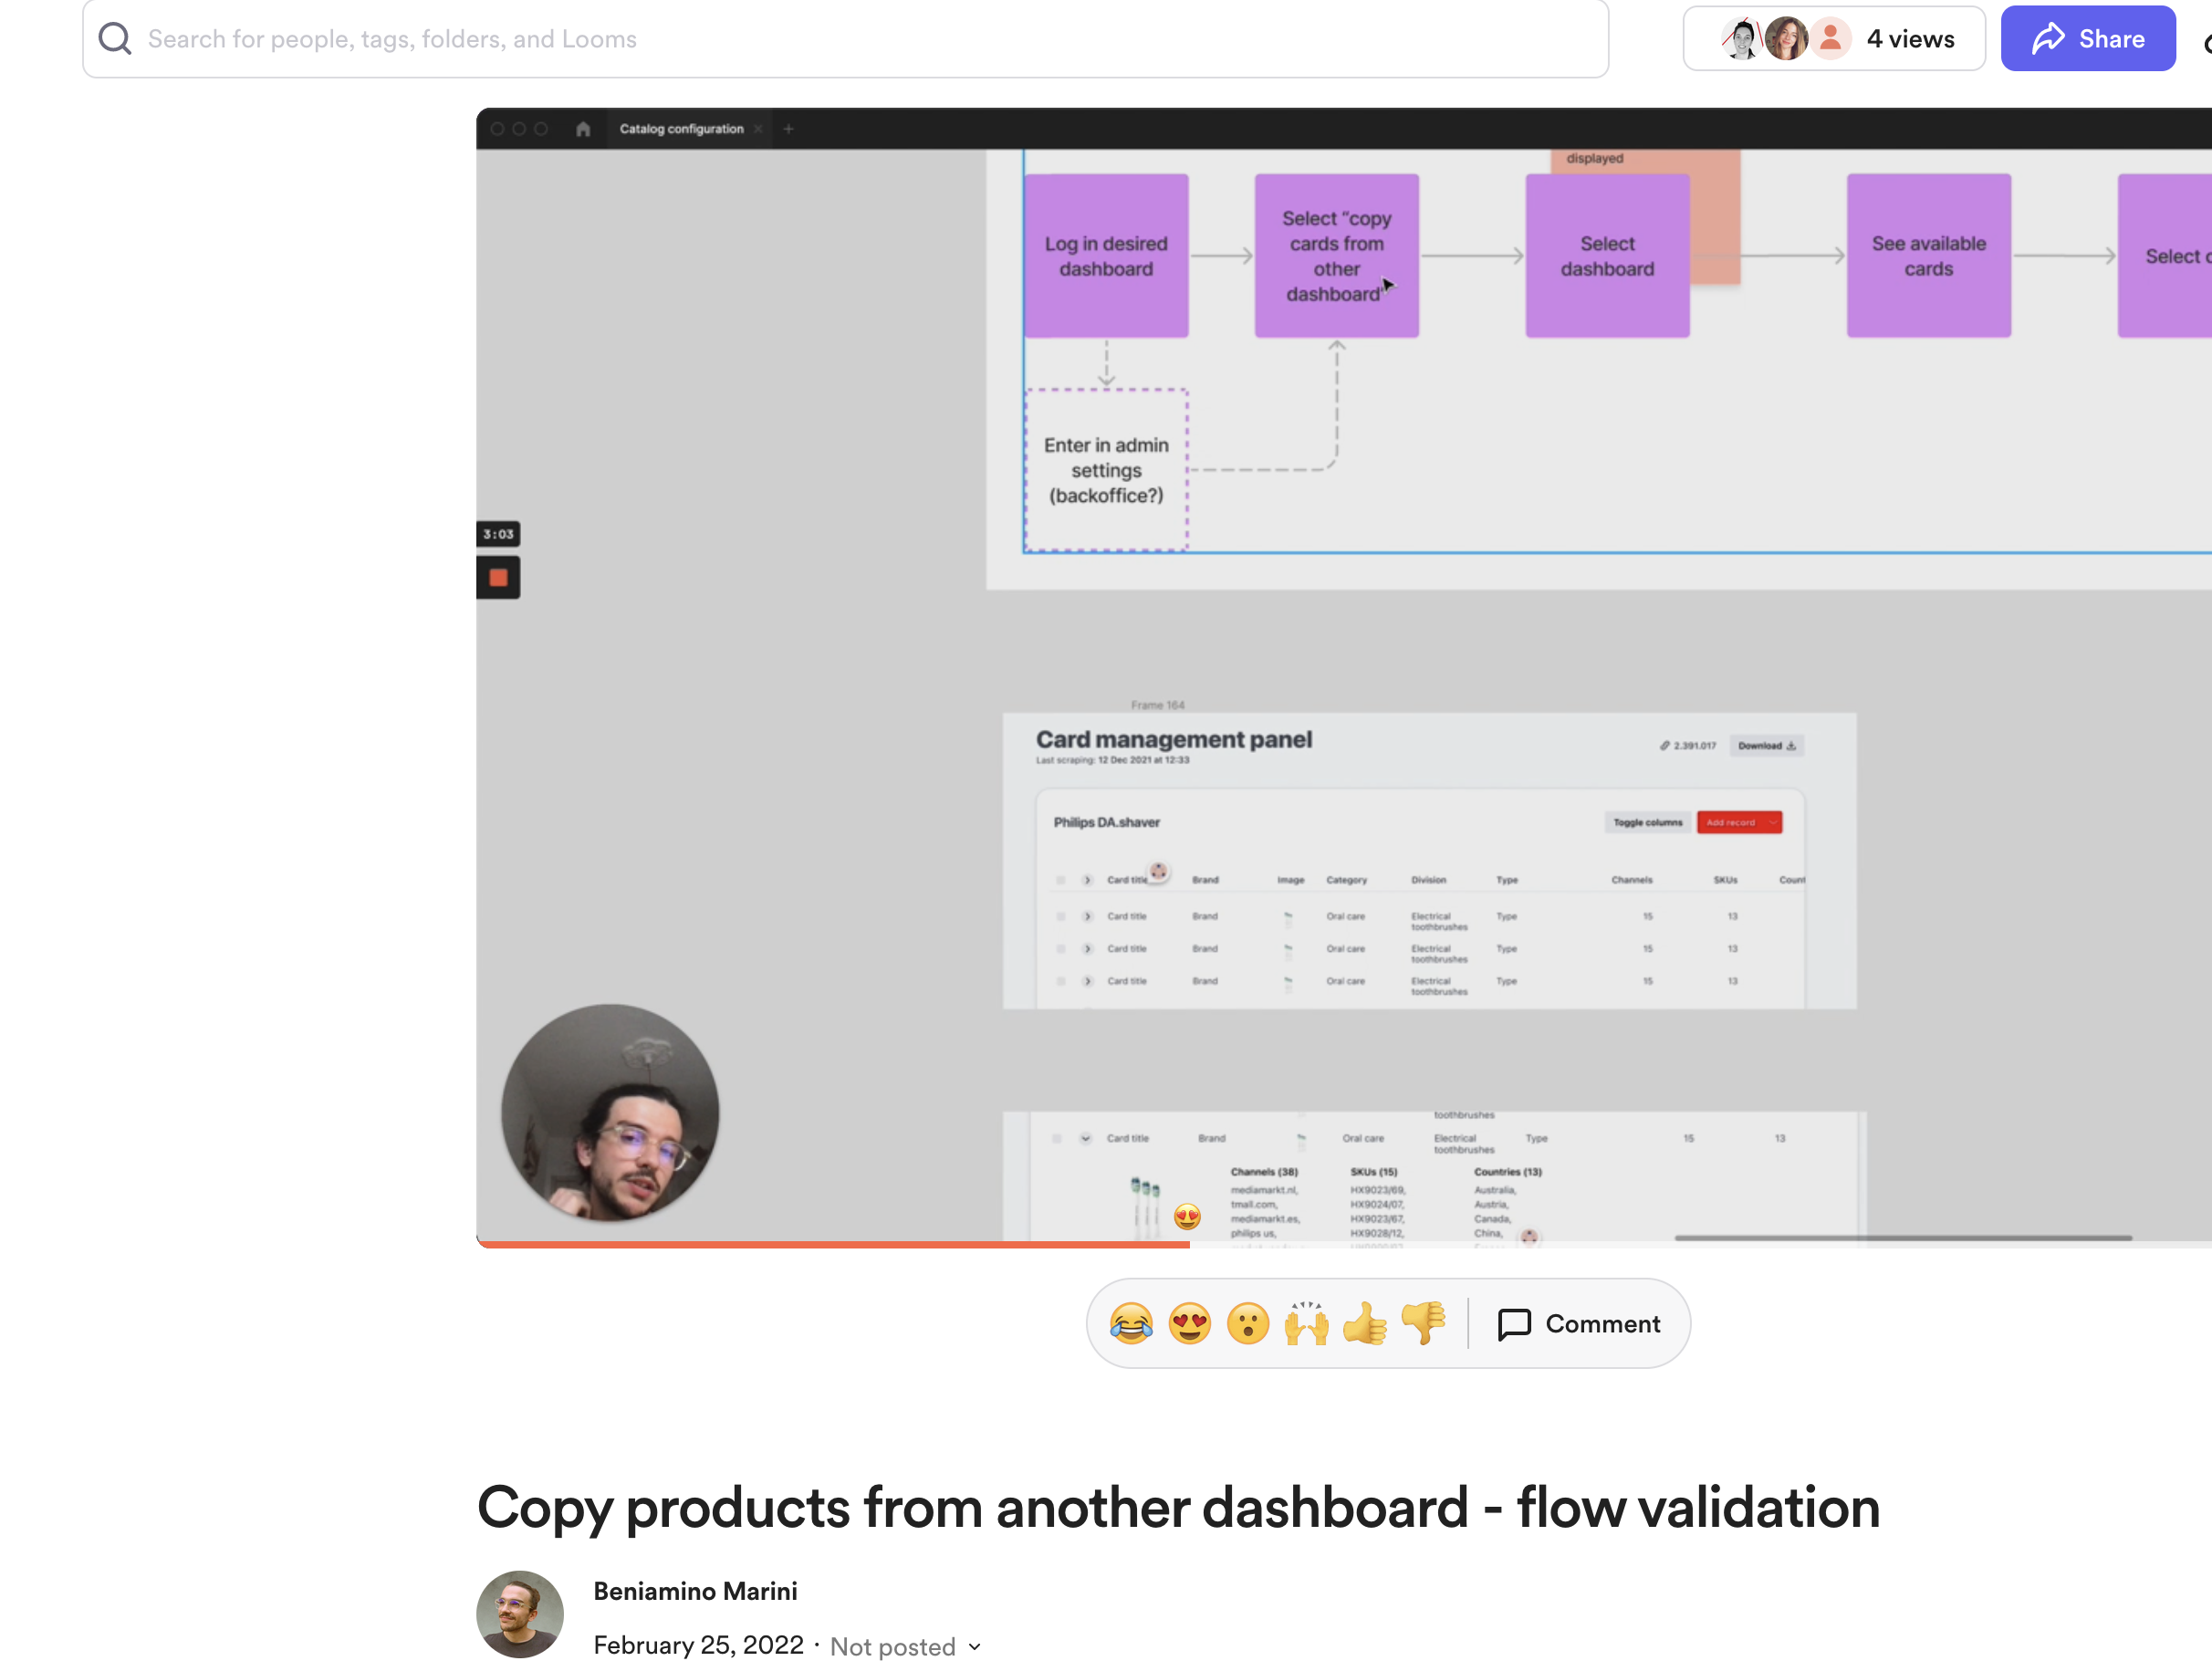 Search for people, tags, folders, and Looms
4 views
Share
Catalog configuration
displayed
Log in desired
dashboard
Select “copy
cards from
other
dashboard”
Select
dashboard
See available
cards
Select
Enter in admin
settings
(backoffice?)
3:03
Frame 164
Card management panel
Last scraping: 12 Dec 2021 at 12:33
2.391.017
Download
Philips DA.shaver
Toggle columns
Add record
Card title Brand Image Category Division Type Channels SKUs Count
Card title Brand Oral care Electrical toothbrushes Type 15 13
Card title Brand Oral care Electrical toothbrushes Type 15 13
Card title Brand Oral care Electrical toothbrushes Type 15 13
toothbrushes
Card title Brand Oral care Electrical toothbrushes Type 15 13
Channels (38) SKUs (15) Countries (13)
mediamarkt.nl, HX9023/69, Australia,
tmall.com, HX9024/07, Austria,
mediamarkt.es, HX9023/67, Canada,
philips us, HX9028/12, China,
Comment
Copy products from another dashboard - flow validation
Beniamino Marini
February 25, 2022 · Not posted